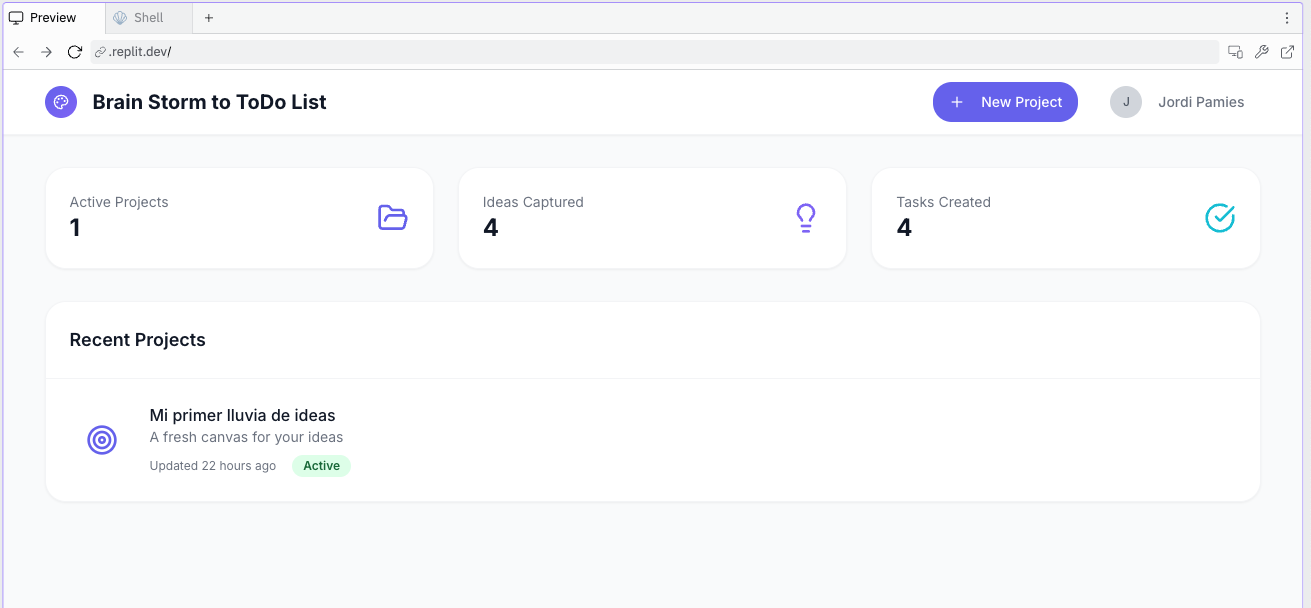 Preview
Shell
.replit.dev/
Brain Storm to ToDo List
New Project
J
Jordi Pamies
Active Projects
1
Ideas Captured
4
Tasks Created
4
Recent Projects
Mi primer lluvia de ideas
A fresh canvas for your ideas
Updated 22 hours ago
Active